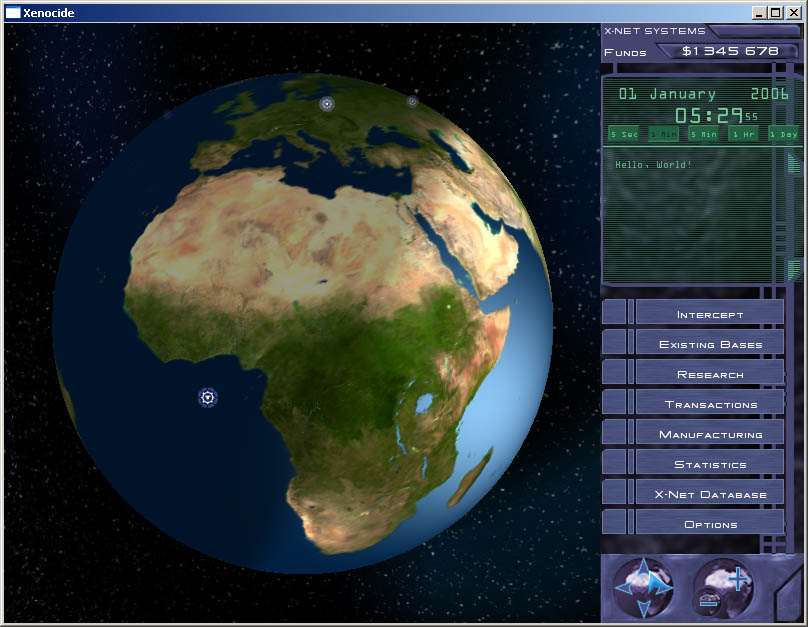 Xenocide
X-Net Systems
Funds $1 345 678
01 January 2006
05:29 55
5 Sec 1 Min 5 Min 1 Hr 1 Day
Hello, World!
Intercept
Existing Bases
Research
Transactions
Manufacturing
Statistics
X-Net Database
Options